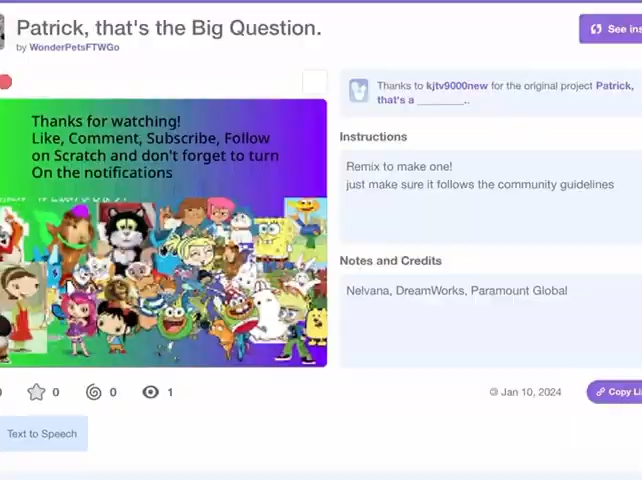 Patrick, that's the Big Question.
by WonderPetsFTWGo
See ins
Thanks for watching!
Like, Comment, Subscribe, Follow
on Scratch and don't forget to turn
On the notifications
Thanks to kjtv9000new for the original project Patrick,
that's a ________..
Instructions
Remix to make one!
just make sure it follows the community guidelines
Notes and Credits
Nelvana, DreamWorks, Paramount Global
0 0 1
© Jan 10, 2024
Copy Li
Text to Speech